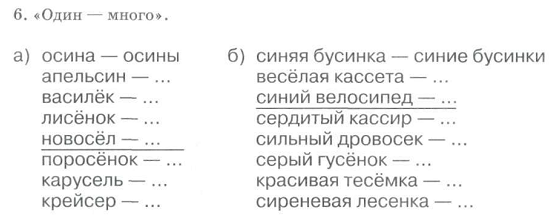 6. «Один — много».
а) осина — осины
апельсин — ...
василёк — ...
лисёнок — ...
новосёл — ...
поросёнок — ...
карусель — ...
крейсер — ...
б) синяя бусинка — синие бусинки
весёлая кассета — ...
синий велосипед — ...
сердитый кассир — ...
сильный дровосек — ...
серый гусёнок — ...
красивая тесёмка — ...
сиреневая лесенка — ...